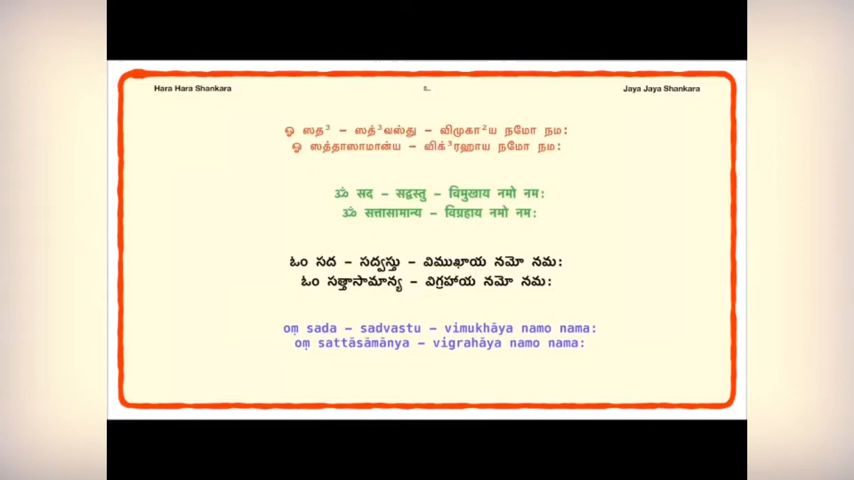 Hara Hara Shankara
Jaya Jaya Shankara
ஓ ஸத³ – ஸத்³வஸ்து – விமுகா²ய நமோ நம:
ஓ ஸத்தாஸாமான்ய – விக்³ரஹாய நமோ நம:
ॐ सद – सद्वस्तु – विमुखाय नमो नम:
ॐ सत्तासामान्य – विग्रहाय नमो नम:
ఓం సద – సద్వస్తు – విముఖాయ నమో నమ:
ఓం సత్తాసామాన్య – విగ్రహాయ నమో నమ:
oṃ sada – sadvastu – vimukhāya namo nama:
oṃ sattāsāmānya – vigrahāya namo nama: